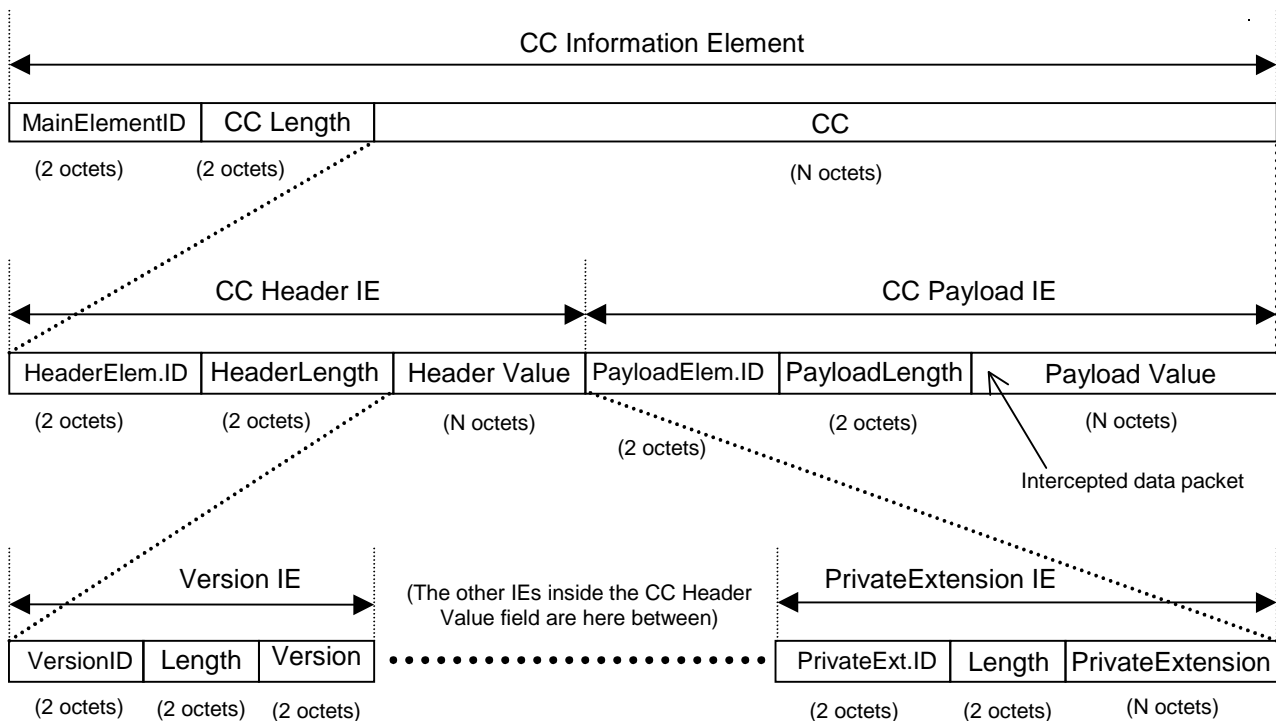 CC Information Element
MainElementID CC Length CC
(2 octets) (2 octets) (N octets)
CC Header IE CC Payload IE
HeaderElem.ID HeaderLength Header Value PayloadElem.ID PayloadLength Payload Value
(2 octets) (2 octets) (N octets) (2 octets) (2 octets) (N octets)
Intercepted data packet
Version IE (The other IEs inside the CC Header PrivateExtension IE
Value field are here between)
VersionID Length Version PrivateExt.ID Length PrivateExtension
(2 octets) (2 octets) (2 octets) (2 octets) (2 octets) (N octets)